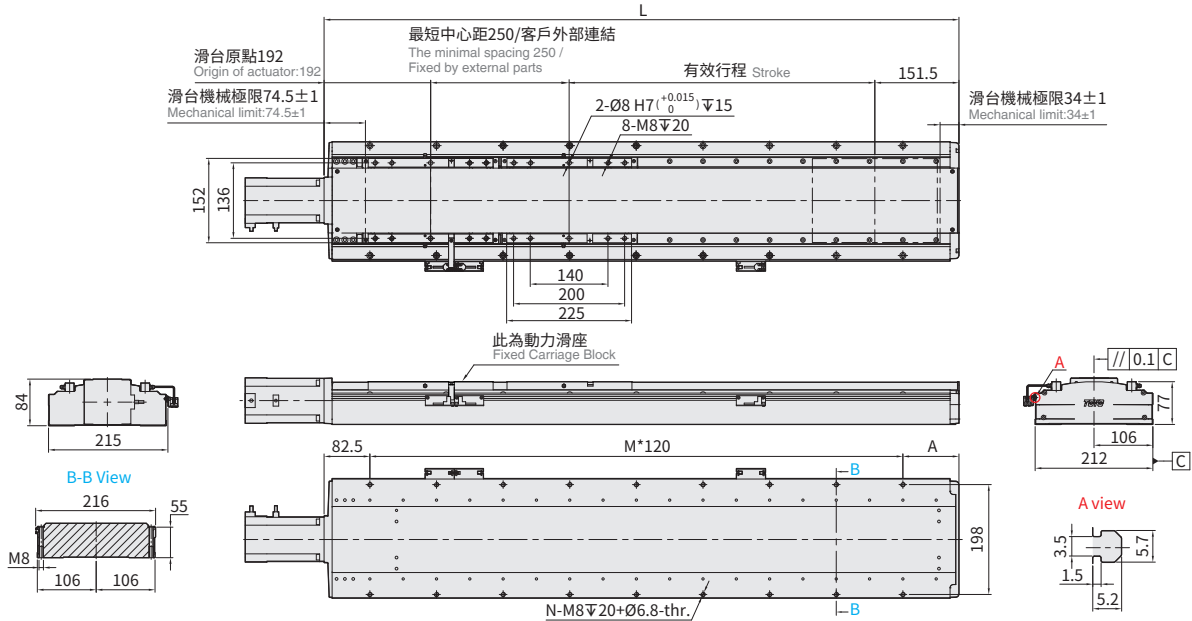 L
最短中心距250/客戶外部連結
The minimal spacing 250 /
Fixed by external parts
滑台原點192
Origin of actuator:192
有效行程 Stroke
151.5
滑台機械極限74.5±1
Mechanical limit:74.5±1
滑台機械極限34±1
Mechanical limit:34±1
2-Ø8 H7(+0.015 0)↧15
8-M8↧20
152
136
140
200
225
此為動力滑座
Fixed Carriage Block
84
215
A
// 0.1 C
TOYO
77
106
212
C
82.5
M*120
A
B-B View
216
55
M8
106
106
B
198
B
N-M8↧20+Ø6.8-thr.
A view
3.5
5.7
1.5
5.2